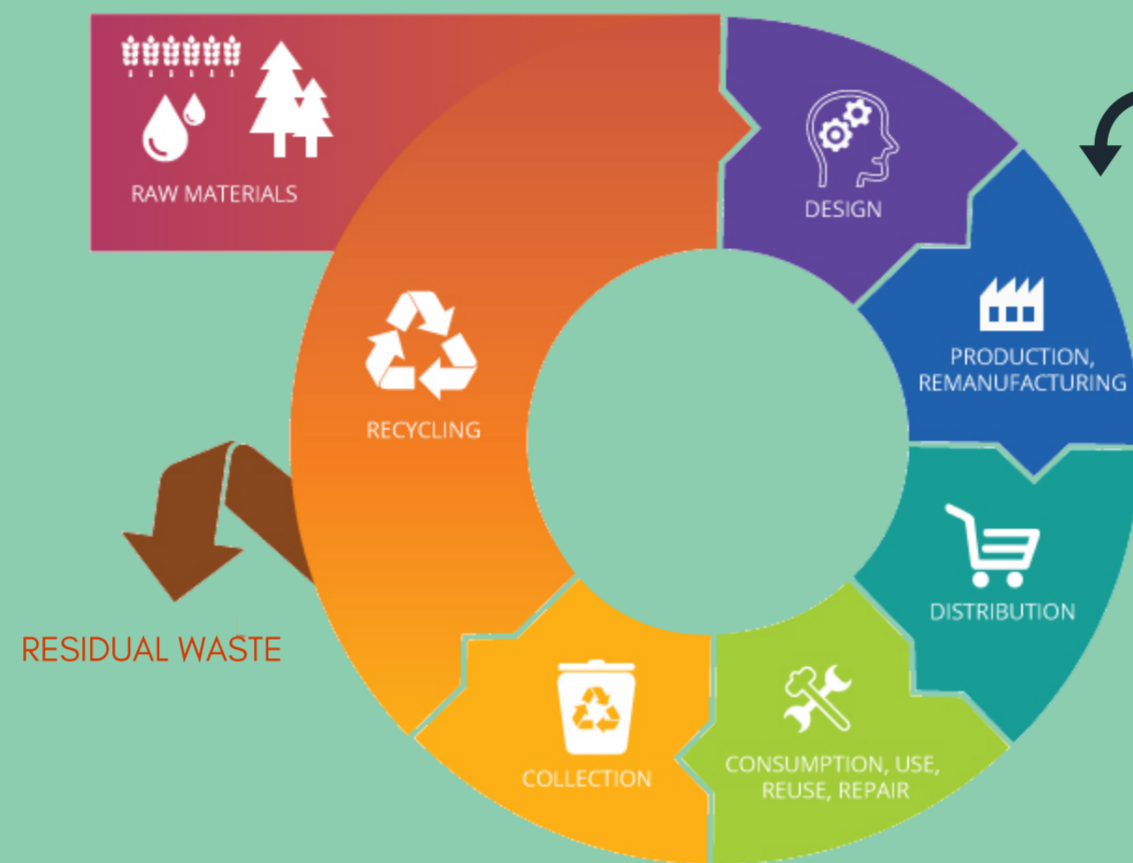 RAW MATERIALS
DESIGN
PRODUCTION,
REMANUFACTURING
RECYCLING
DISTRIBUTION
RESIDUAL WASTE
COLLECTION
CONSUMPTION, USE,
REUSE, REPAIR